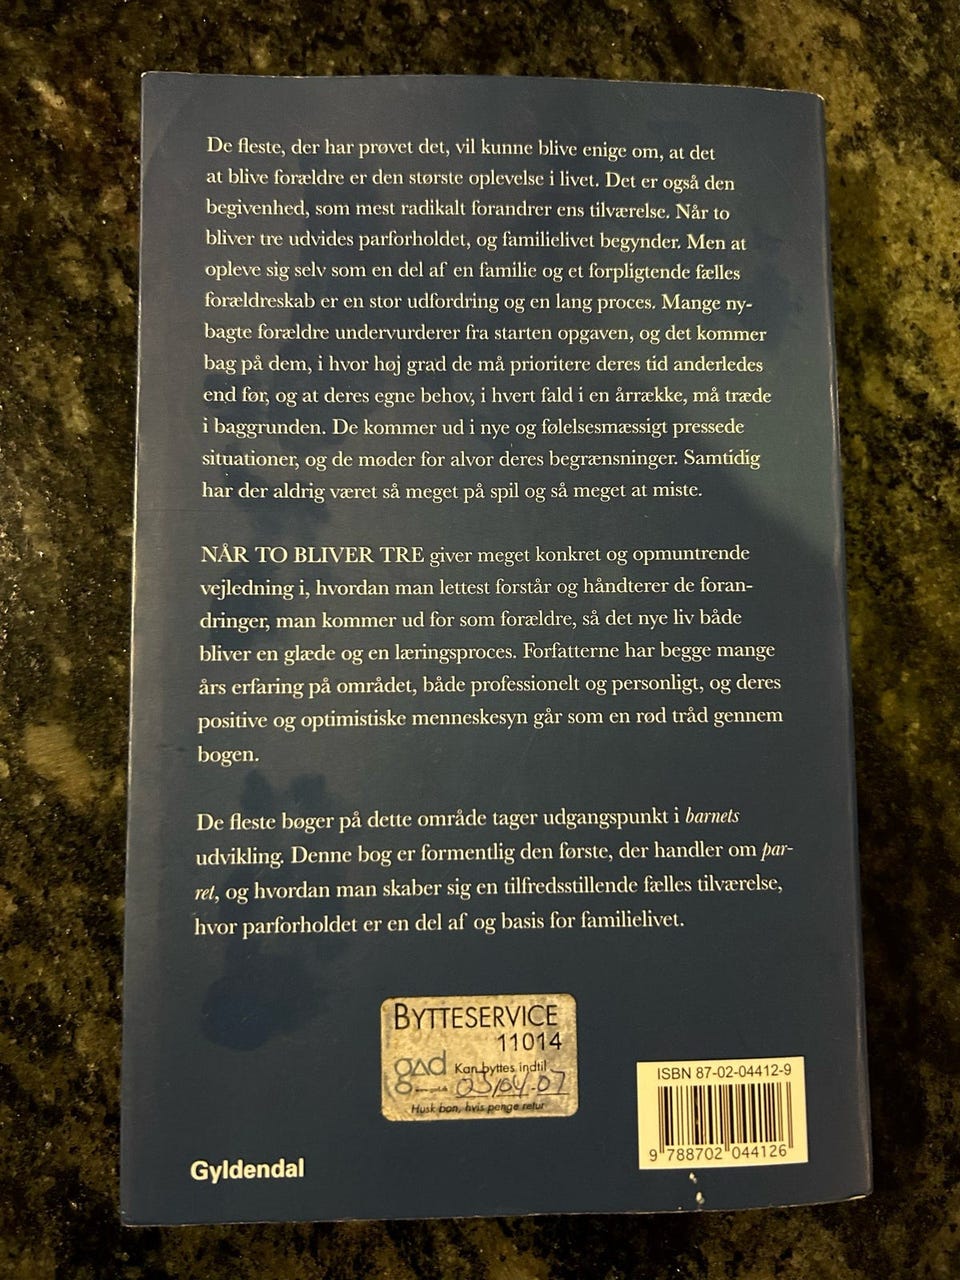 De fleste, der har prøvet det, vil kunne blive enige om, at det
at blive forældre er den største oplevelse i livet. Det er også den
begivenhed, som mest radikalt forandrer ens tilværelse. Når to
bliver tre udvides parforholdet, og familielivet begynder. Men at
opleve sig selv som en del af en familie og et forpligtende fælles
forældreskab er en stor udfordring og en lang proces. Mange ny-
bagte forældre undervurderer fra starten opgaven, og det kommer
bag på dem, i hvor høj grad de må prioritere deres tid anderledes
end før, og at deres egne behov, i hvert fald i en årrække, må træde
i baggrunden. De kommer ud i nye og følelsesmæssigt pressede
situationer, og de møder for alvor deres begrænsninger. Samtidig
har der aldrig været så meget på spil og så meget at miste.
NÅR TO BLIVER TRE giver meget konkret og opmuntrende
vejledning i, hvordan man lettest forstår og håndterer de foran-
dringer, man kommer ud for som forældre, så det nye liv både
bliver en glæde og en læringsproces. Forfatterne har begge mange
års erfaring på området, både professionelt og personligt, og deres
positive og optimistiske menneskesyn går som en rød tråd gennem
bogen.
De fleste bøger på dette område tager udgangspunkt i barnets
udvikling. Denne bog er formentlig den første, der handler om par-
ret, og hvordan man skaber sig en tilfredsstillende fælles tilværelse,
hvor parforholdet er en del af og basis for familielivet.
BYTTESERVICE
11014
gad Kan byttes indtil
03/04-07
Husk bon, hvis penge retur
ISBN 87-02-04412-9
9 788702 044126
Gyldendal